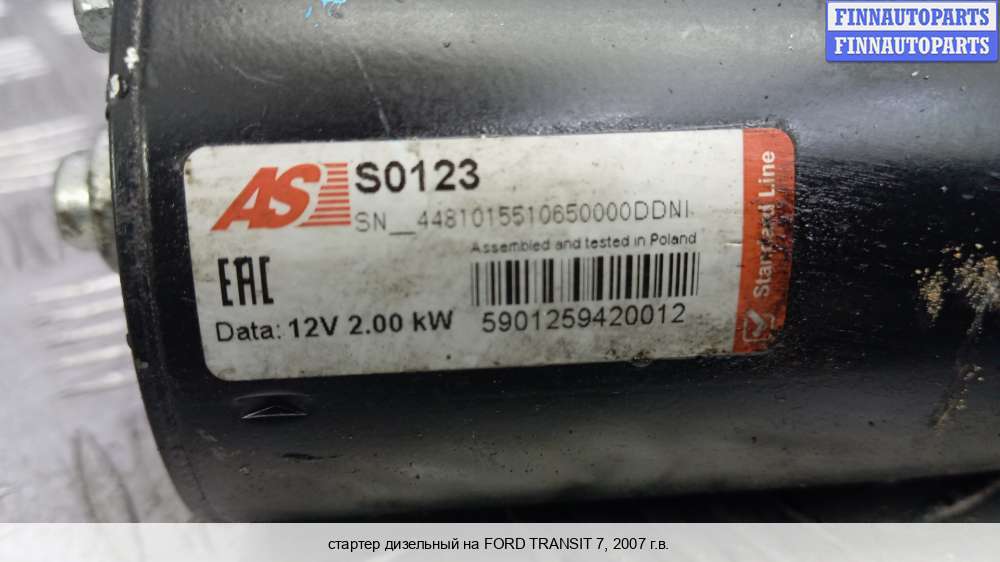 FINNAUTOPARTS
FINNAUTOPARTS
AS
S0123
SN__4481015510650000DDNI
Assembled and tested in Poland
EAC
Data: 12V 2.00 kW
5901259420012
Standard Line
стартер дизельный на FORD TRANSIT 7, 2007 г.в.